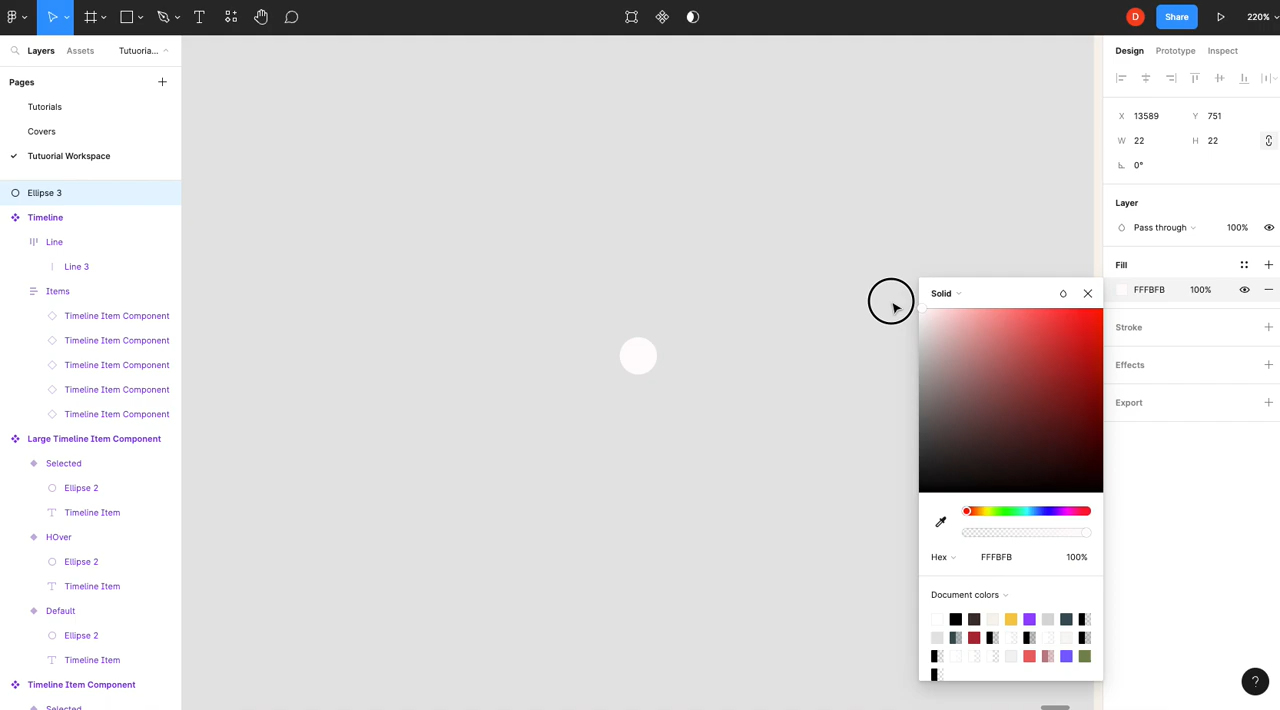 D
Share
220%
Layers
Assets
Tutuoria...
Pages
Tutorials
Covers
Tutuorial Workspace
Ellipse 3
Timeline
Line
Line 3
Items
Timeline Item Component
Timeline Item Component
Timeline Item Component
Timeline Item Component
Timeline Item Component
Large Timeline Item Component
Selected
Ellipse 2
Timeline Item
HOver
Ellipse 2
Timeline Item
Default
Ellipse 2
Timeline Item
Timeline Item Component
Selected
Solid
Hex FFFBFB 100%
Document colors
Design Prototype Inspect
X 13589 Y 751
W 22 H 22
0°
Layer
Pass through 100%
Fill
FFFBFB 100%
Stroke
Effects
Export
?